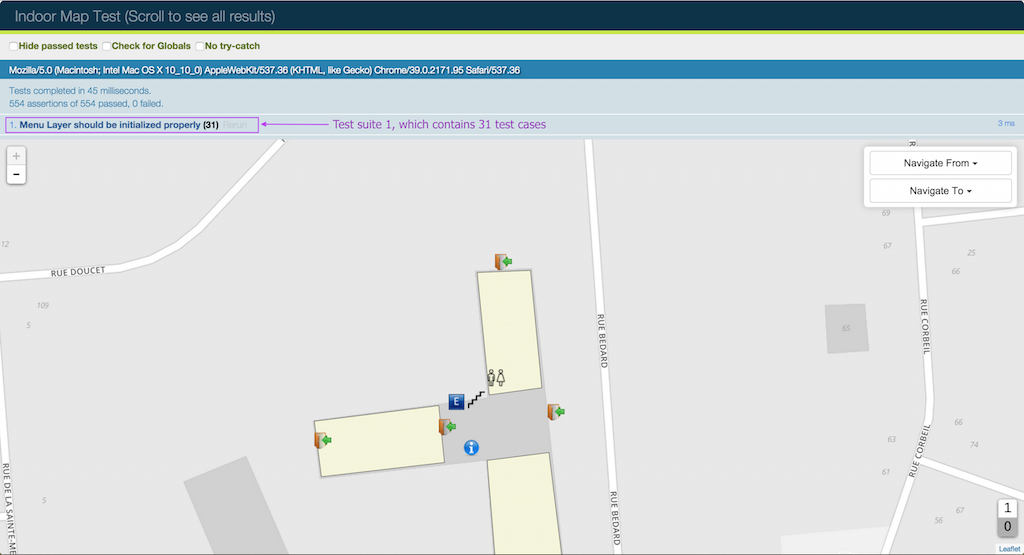 Indoor Map Test (Scroll to see all results)
Hide passed tests Check for Globals No try-catch
Mozilla/5.0 (Macintosh; Intel Mac OS X 10_10_0) AppleWebKit/537.36 (KHTML, like Gecko) Chrome/39.0.2171.95 Safari/537.36
Tests completed in 45 milliseconds.
554 assertions of 554 passed, 0 failed.
1. Menu Layer should be initialized properly (31) Rerun
Test suite 1, which contains 31 test cases
3 ms
+
−
Navigate From
Navigate To
R
69
67
12
25
66
RUE DOUCET
109
5
RUE BEDARD
65
RUE CORBEIL
E
66
63
74
RUE CORBEIL
61
RUE DE LA SAINTE-ME
5
RUE BEDARD
67
56
1
0
Leaflet